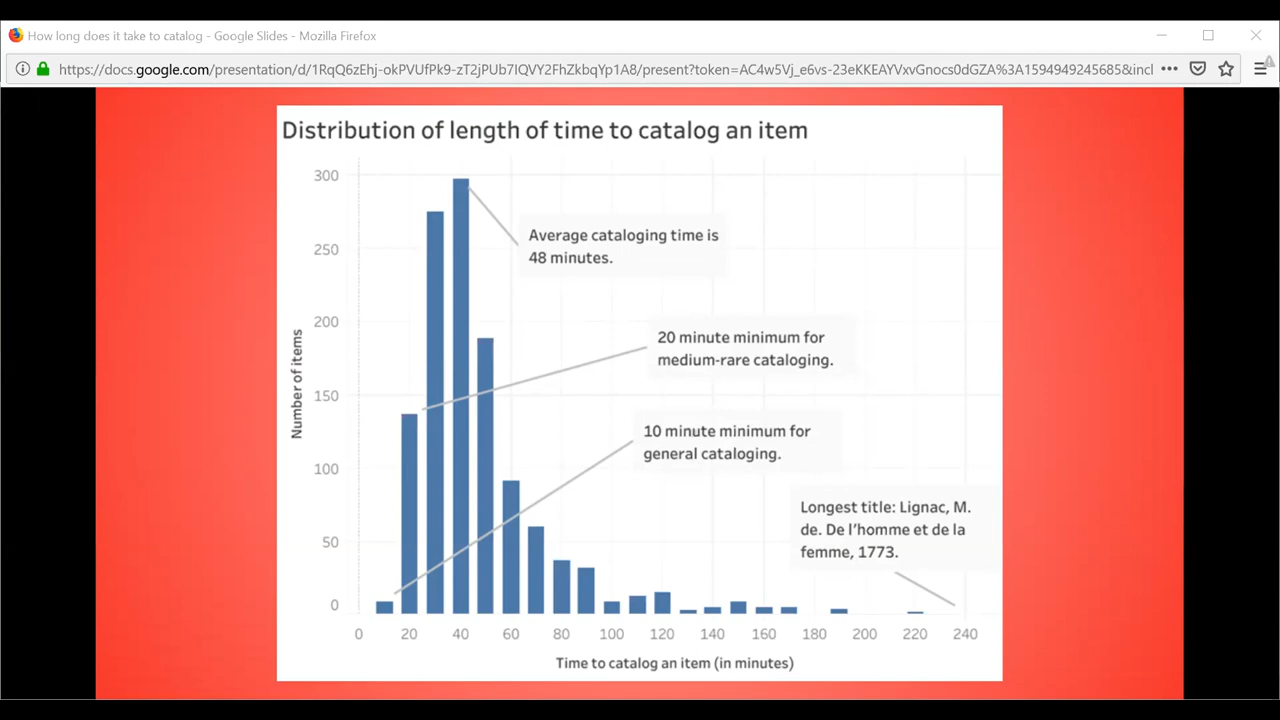 How long does it take to catalog - Google Slides - Mozilla Firefox
https://docs.google.com/presentation/d/1RqQ6zEhj-okPVUfPk9-zT2jPUb7IQVY2FhZkbqYp1A8/present?token=AC4w5Vj_e6vs-23eKKEAYVxvGnocs0dGZA%3A1594949245685&incl
Distribution of length of time to catalog an item
300
250
200
150
100
50
0
Number of items
Average cataloging time is
48 minutes.
20 minute minimum for
medium-rare cataloging.
10 minute minimum for
general cataloging.
Longest title: Lignac, M.
de. De l'homme et de la
femme, 1773.
0 20 40 60 80 100 120 140 160 180 200 220 240
Time to catalog an item (in minutes)